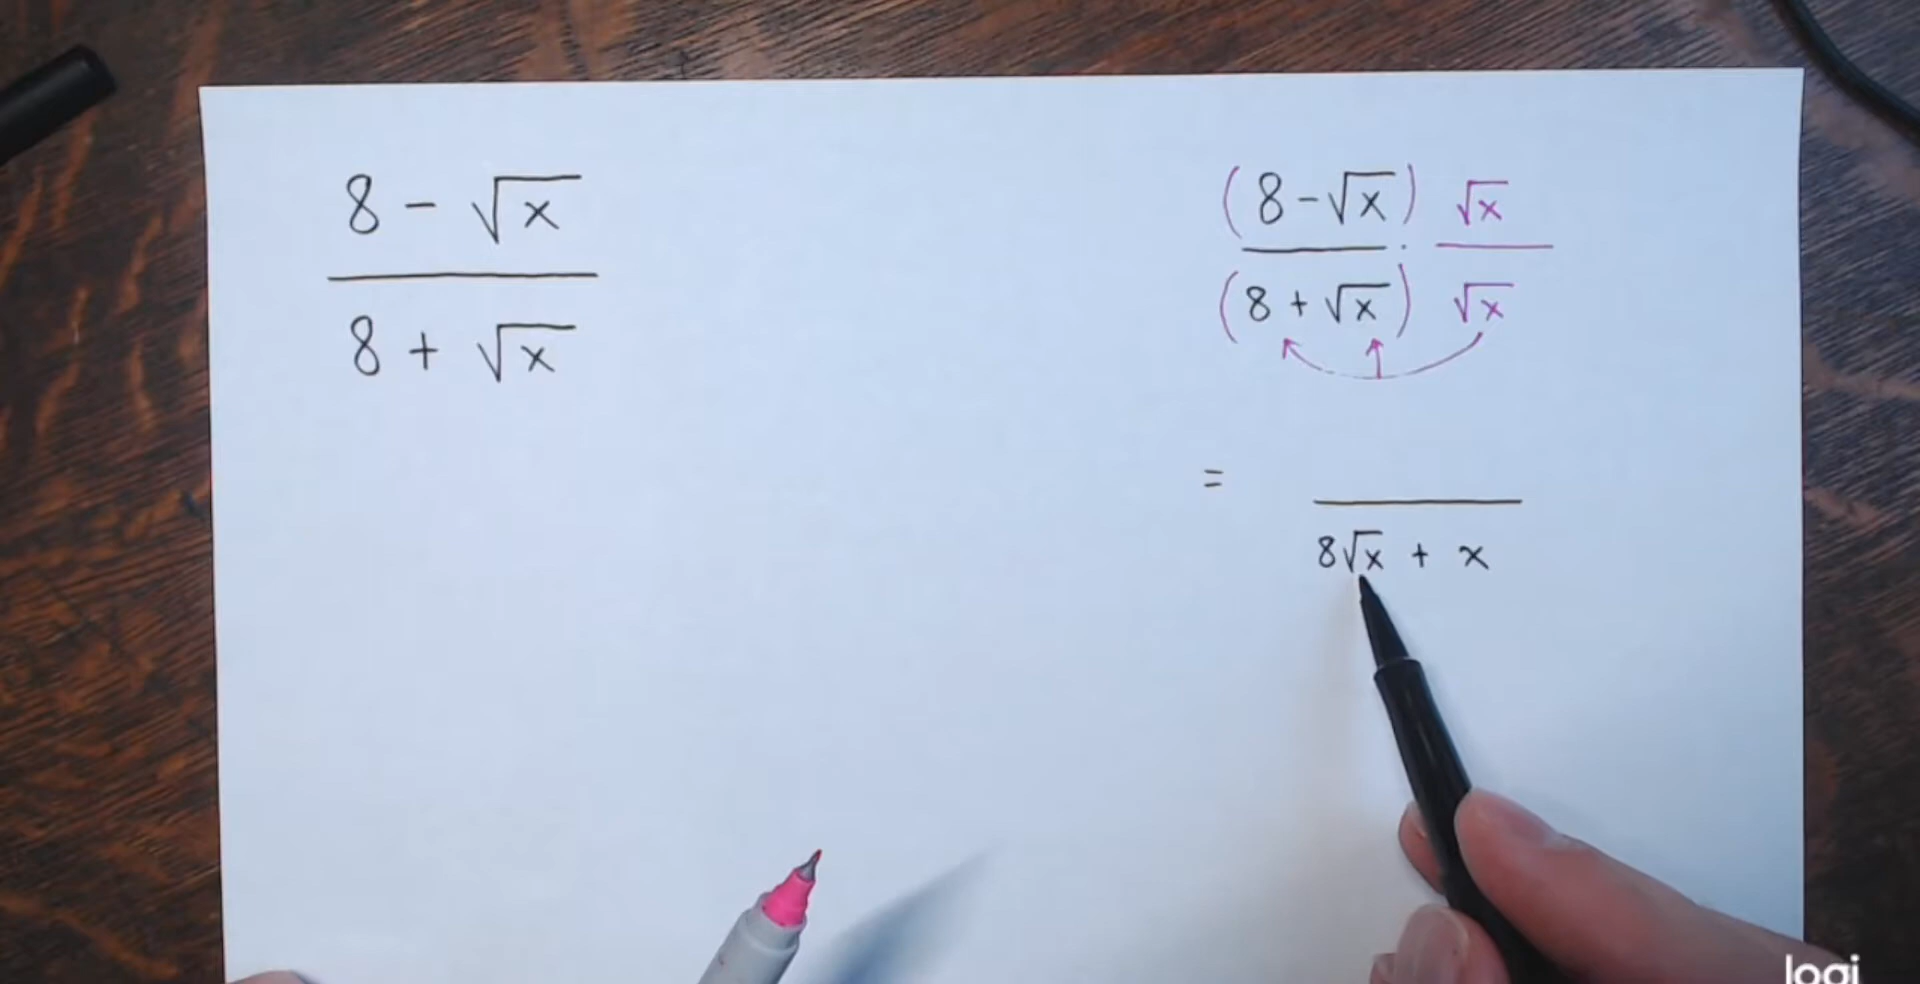 8 - √x
8 + √x
(8 - √x) · √x
(8 + √x) √x
=
8√x + x
logi